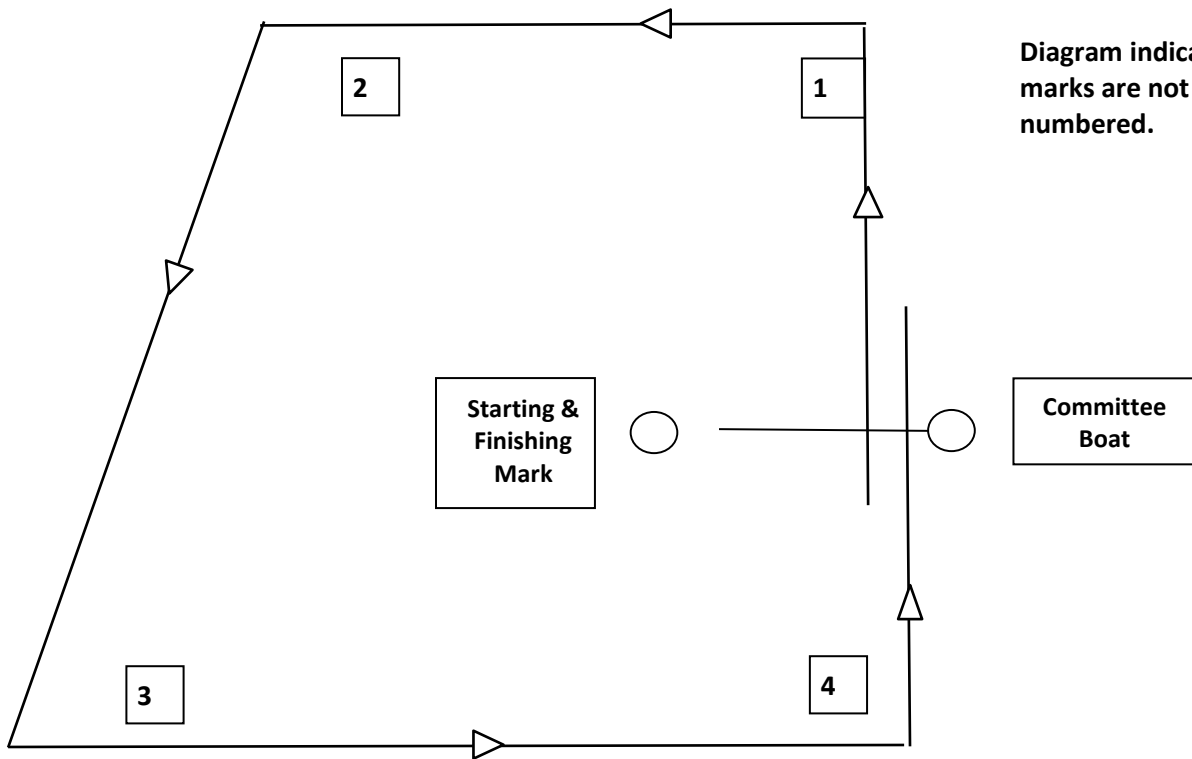 2
1
Diagram indica
marks are not
numbered.
Starting &
Finishing
Mark
Committee
Boat
3
4